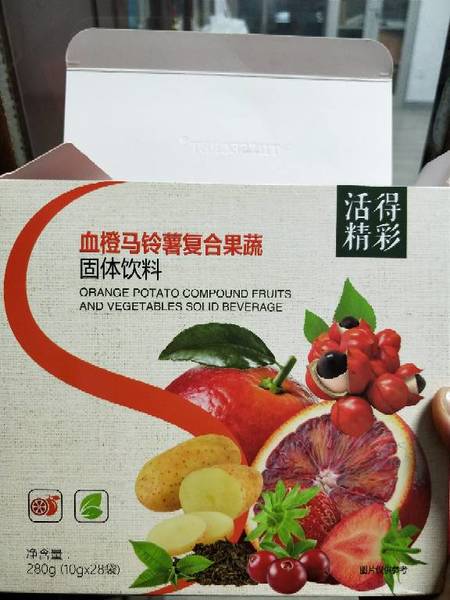 活得
精彩
血橙马铃薯复合果蔬
固体饮料
ORANGE POTATO COMPOUND FRUITS
AND VEGETABLES SOLID BEVERAGE
净含量:
280g (10gx28袋)
图片仅供参考